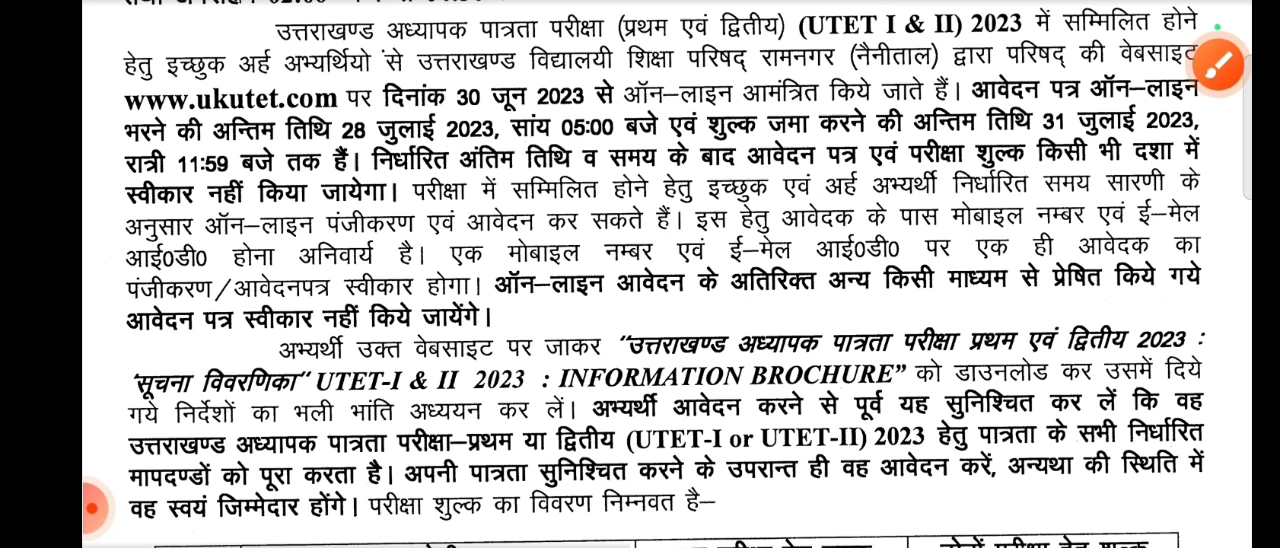 उत्तराखण्ड अध्यापक पात्रता परीक्षा (प्रथम एवं द्वितीय) (UTET I & II) 2023 में सम्मिलित होने
हेतु इच्छुक अर्ह अभ्यर्थियो से उत्तराखण्ड विद्यालयी शिक्षा परिषद् रामनगर (नैनीताल) द्वारा परिषद् की वेबसाइट
www.ukutet.com पर दिनांक 30 जून 2023 से ऑन–लाइन आमंत्रित किये जाते हैं। आवेदन पत्र ऑन–लाइन
भरने की अन्तिम तिथि 28 जुलाई 2023, सांय 05:00 बजे एवं शुल्क जमा करने की अन्तिम तिथि 31 जुलाई 2023,
रात्री 11:59 बजे तक हैं। निर्धारित अंतिम तिथि व समय के बाद आवेदन पत्र एवं परीक्षा शुल्क किसी भी दशा में
स्वीकार नहीं किया जायेगा। परीक्षा में सम्मिलित होने हेतु इच्छुक एवं अर्ह अभ्यर्थी निर्धारित समय सारणी के
अनुसार ऑन–लाइन पंजीकरण एवं आवेदन कर सकते हैं। इस हेतु आवेदक के पास मोबाइल नम्बर एवं ई–मेल
आई0डी0 होना अनिवार्य है। एक मोबाइल नम्बर एवं ई–मेल आई0डी0 पर एक ही आवेदक का
पंजीकरण/आवेदनपत्र स्वीकार होगा। ऑन–लाइन आवेदन के अतिरिक्त अन्य किसी माध्यम से प्रेषित किये गये
आवेदन पत्र स्वीकार नहीं किये जायेंगे।
अभ्यर्थी उक्त वेबसाइट पर जाकर "उत्तराखण्ड अध्यापक पात्रता परीक्षा प्रथम एवं द्वितीय 2023 :
'सूचना विवरणिका" UTET-I & II 2023 : INFORMATION BROCHURE" को डाउनलोड कर उसमें दिये
गये निर्देशों का भली भांति अध्ययन कर लें। अभ्यर्थी आवेदन करने से पूर्व यह सुनिश्चित कर लें कि वह
उत्तराखण्ड अध्यापक पात्रता परीक्षा–प्रथम या द्वितीय (UTET-I or UTET-II) 2023 हेतु पात्रता के सभी निर्धारित
मापदण्डों को पूरा करता है। अपनी पात्रता सुनिश्चित करने के उपरान्त ही वह आवेदन करें, अन्यथा की स्थिति में
वह स्वयं जिम्मेदार होंगे। परीक्षा शुल्क का विवरण निम्नवत है–